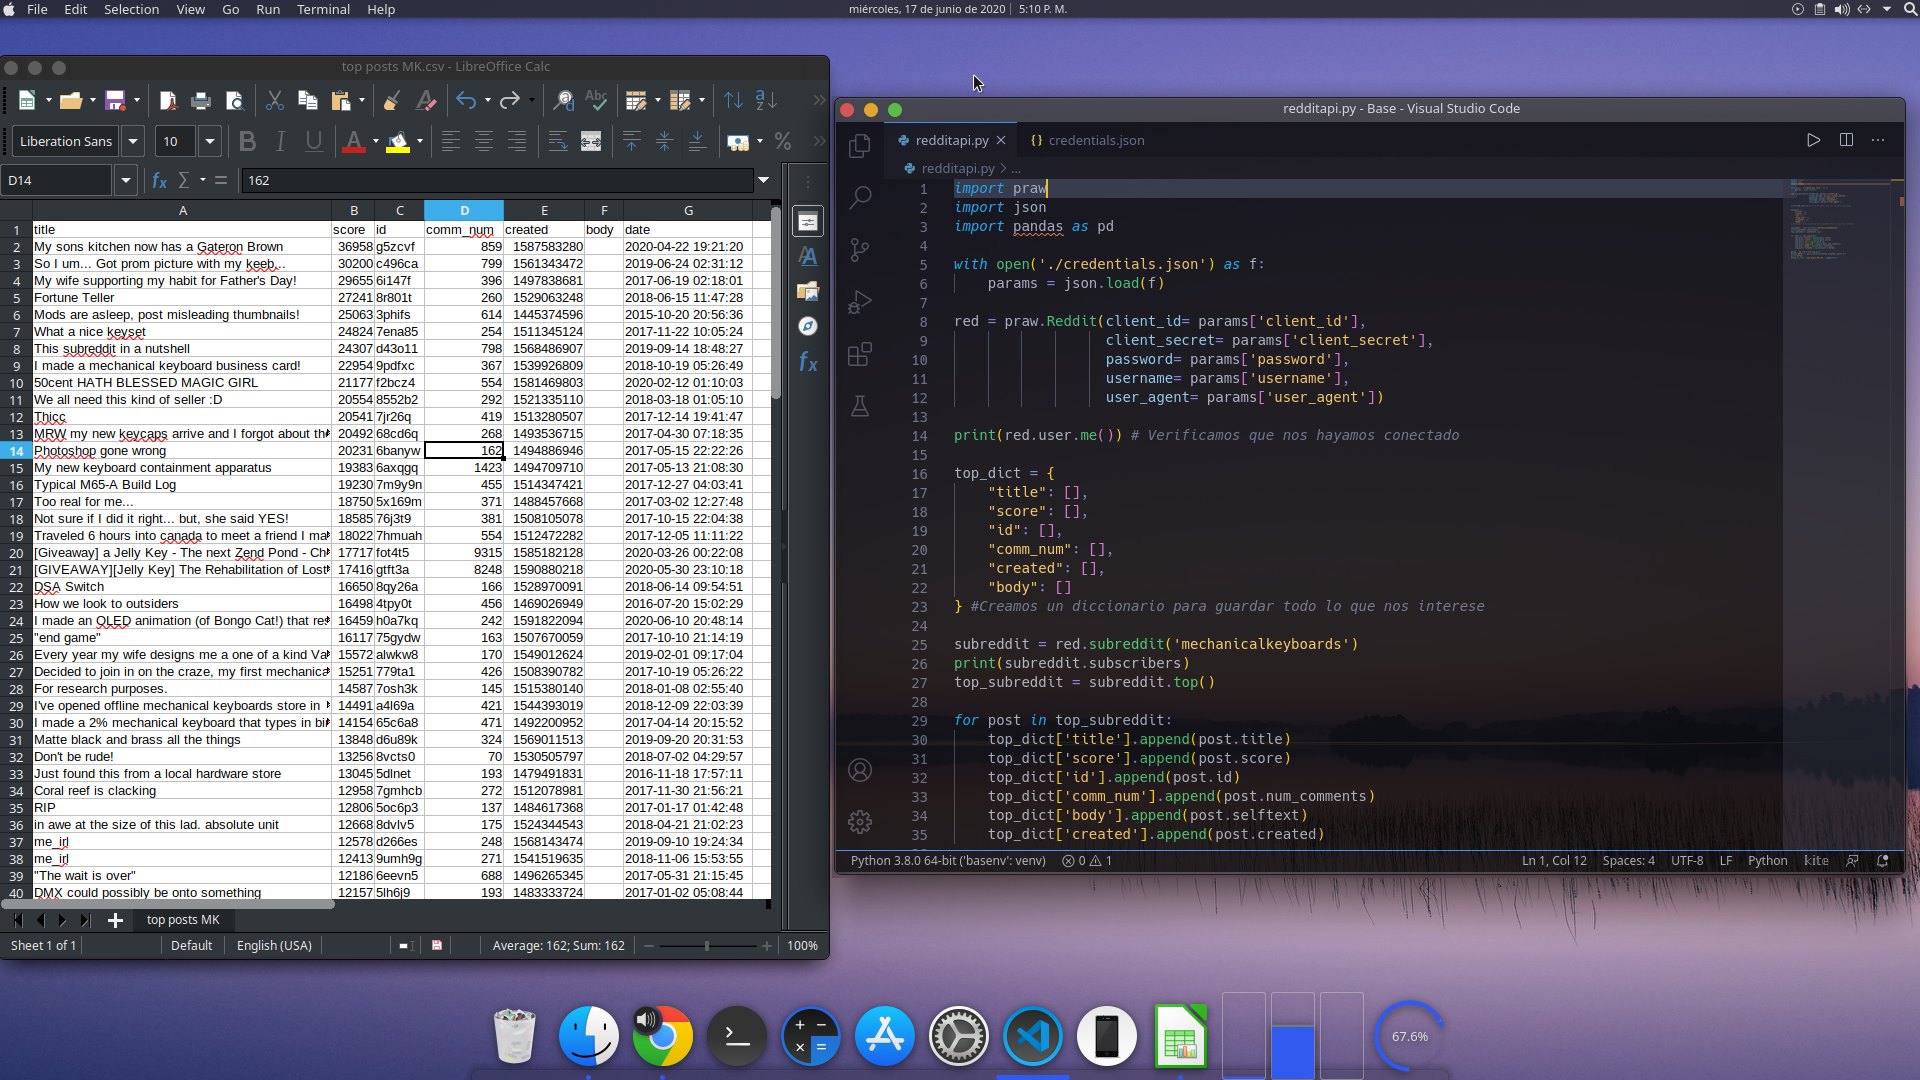 File Edit Selection View Go Run Terminal Help
miércoles, 17 de junio de 2020 | 5:10 P. M.
top posts MK.csv - LibreOffice Calc
Liberation Sans 10
D14 162
A B C D E F G
1 title score id comm_num created body date
2 My sons kitchen now has a Gateron Brown 36958 g5zcvf 859 1587583280 2020-04-22 19:21:20
3 So I um... Got prom picture with my keeb... 30200 c496ca 799 1561343472 2019-06-24 02:31:12
4 My wife supporting my habit for Father's Day! 29655 6i147f 396 1497838681 2017-06-19 02:18:01
5 Fortune Teller 27241 8r801t 260 1529063248 2018-06-15 11:47:28
6 Mods are asleep, post misleading thumbnails! 25063 3phifs 614 1445374596 2015-10-20 20:56:36
7 What a nice keyset 24824 7ena85 254 1511345124 2017-11-22 10:05:24
8 This subreddit in a nutshell 24307 d43o11 798 1568486907 2019-09-14 18:48:27
9 I made a mechanical keyboard business card! 22954 9pdfxc 367 1539926809 2018-10-19 05:26:49
10 50cent HATH BLESSED MAGIC GIRL 21177 f2bcz4 554 1581469803 2020-02-12 01:10:03
11 We all need this kind of seller :D 20554 8552b2 292 1521335110 2018-03-18 01:05:10
12 Thicc 20541 7jr26q 419 1513280507 2017-12-14 19:41:47
13 MRW my new keycaps arrive and I forgot about the 20492 68cd6q 268 1493536715 2017-04-30 07:18:35
14 Photoshop gone wrong 20231 6banyw 162 1494886946 2017-05-15 22:22:26
15 My new keyboard containment apparatus 19383 6axqgq 1423 1494709710 2017-05-13 21:08:30
16 Typical M65-A Build Log 19230 7m9y9n 455 1514347421 2017-12-27 04:03:41
17 Too real for me... 18750 5x169m 371 1488457668 2017-03-02 12:27:48
18 Not sure if I did it right... but, she said YES! 18585 76j3t9 381 1508105078 2017-10-15 22:04:38
19 Traveled 6 hours into canada to meet a friend I ma 18022 7hmuah 554 1512472282 2017-12-05 11:11:22
20 [Giveaway] a Jelly Key - The next Zend Pond - Ch 17717 fot4t5 9315 1585182128 2020-03-26 00:22:08
21 [GIVEAWAY][Jelly Key] The Rehabilitation of Lost 17416 gtft3a 8248 1590880218 2020-05-30 23:10:18
22 DSA Switch 16650 8qy26a 166 1528970091 2018-06-14 09:54:51
23 How we look to outsiders 16498 4tpy0t 456 1469026949 2016-07-20 15:02:29
24 I made an OLED animation (of Bongo Cat!) that res 16459 h0a7kq 242 1591822094 2020-06-10 20:48:14
25 "end game" 16117 75gydw 163 1507670059 2017-10-10 21:14:19
26 Every year my wife designs me a one of a kind Va 15572 alwkw8 170 1549012624 2019-02-01 09:17:04
27 Decided to join in on the craze, my first mechanica 15251 779ta1 426 1508390782 2017-10-19 05:26:22
28 For research purposes. 14587 7osh3k 145 1515380140 2018-01-08 02:55:40
29 I've opened offline mechanical keyboards store in 14491 a4l69a 421 1544393019 2018-12-09 22:03:39
30 I made a 2% mechanical keyboard that types in bi 14154 65c6a8 471 1492200952 2017-04-14 20:15:52
31 Matte black and brass all the things 13848 d6u89k 324 1569011513 2019-09-20 20:31:53
32 Don't be rude! 13256 8vcts0 70 1530505797 2018-07-02 04:29:57
33 Just found this from a local hardware store 13045 5dlnet 193 1479491831 2016-11-18 17:57:11
34 Coral reef is clacking 12958 7gmhcb 272 1512078981 2017-11-30 21:56:21
35 RIP 12806 5oc6p3 137 1484617368 2017-01-17 01:42:48
36 in awe at the size of this lad. absolute unit 12668 8dvlv5 175 1524344543 2018-04-21 21:02:23
37 me_irl 12578 d266es 248 1568143474 2019-09-10 19:24:34
38 me_irl 12413 9umh9g 271 1541519635 2018-11-06 15:53:55
39 "The wait is over" 12186 6eevn5 688 1496265345 2017-05-31 21:15:45
40 DMX could possibly be onto something 12157 5lh6j9 193 1483333724 2017-01-02 05:08:44
top posts MK
Sheet 1 of 1 Default English (USA) Average: 162; Sum: 162 100%
redditapi.py - Base - Visual Studio Code
redditapi.py credentials.json
redditapi.py > ...
1 import praw
2 import json
3 import pandas as pd
4
5 with open('./credentials.json') as f:
6 params = json.load(f)
7
8 red = praw.Reddit(client_id= params['client_id'],
9 client_secret= params['client_secret'],
10 password= params['password'],
11 username= params['username'],
12 user_agent= params['user_agent'])
13
14 print(red.user.me()) # Verificamos que nos hayamos conectado
15
16 top_dict = {
17 "title": [],
18 "score": [],
19 "id": [],
20 "comm_num": [],
21 "created": [],
22 "body": []
23 } #Creamos un diccionario para guardar todo lo que nos interese
24
25 subreddit = red.subreddit('mechanicalkeyboards')
26 print(subreddit.subscribers)
27 top_subreddit = subreddit.top()
28
29 for post in top_subreddit:
30 top_dict['title'].append(post.title)
31 top_dict['score'].append(post.score)
32 top_dict['id'].append(post.id)
33 top_dict['comm_num'].append(post.num_comments)
34 top_dict['body'].append(post.selftext)
35 top_dict['created'].append(post.created)
Python 3.8.0 64-bit ('basenv': venv) 0 1 Ln 1, Col 12 Spaces: 4 UTF-8 LF Python kite
67.6%